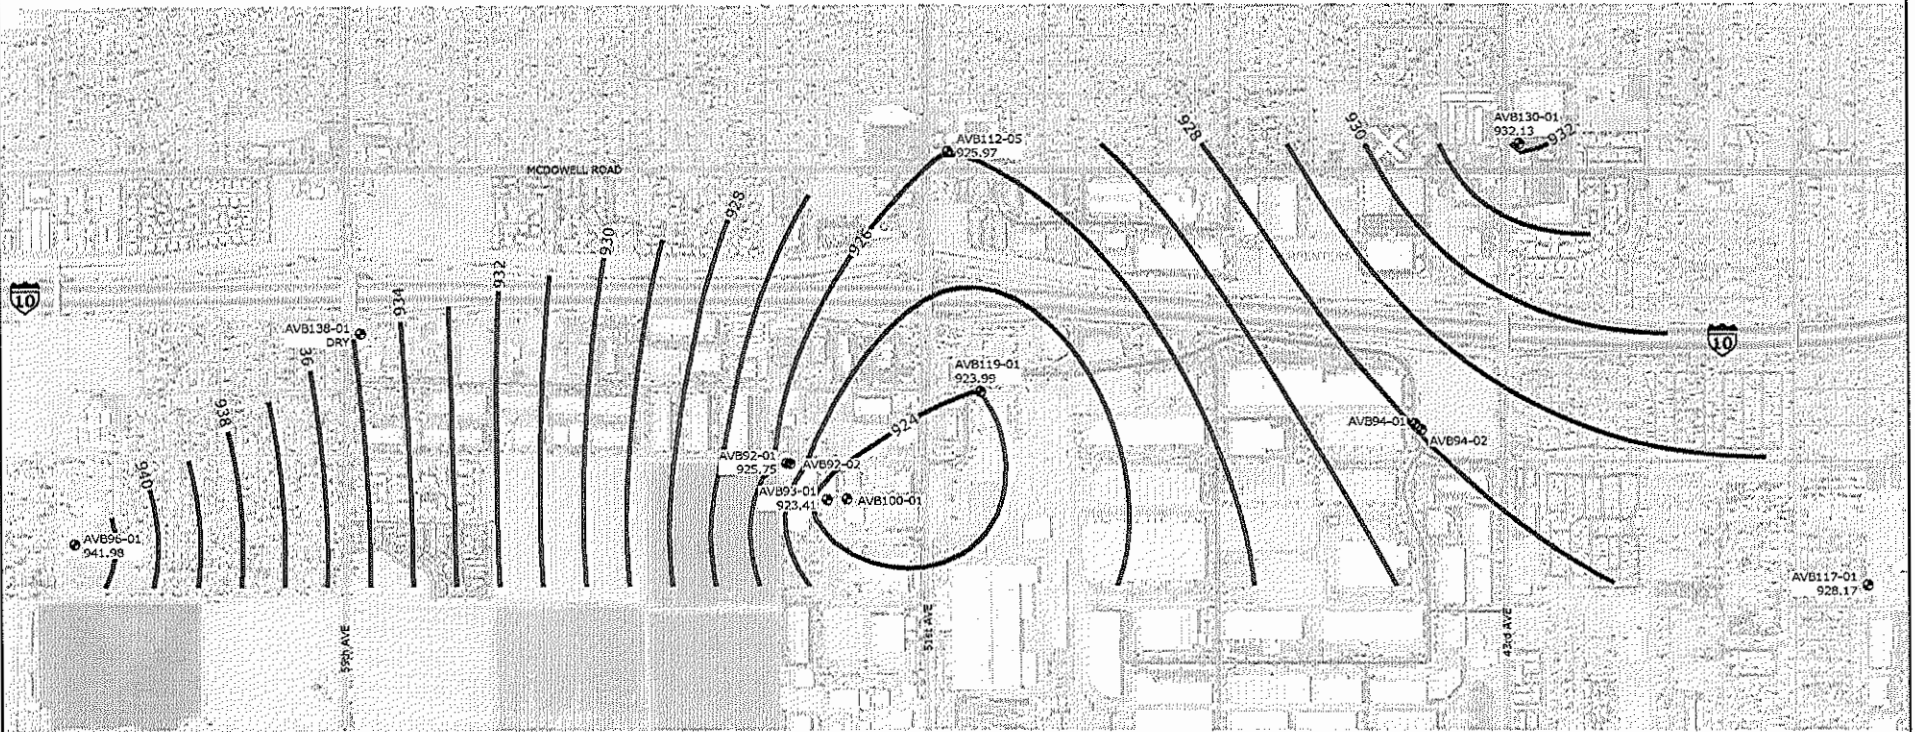 AVB130-01
932.13
932
930
928
AVB112-05
925.97
MCDOWELL ROAD
928
926
930
932
934
10
AVB138-01
DRY
36
10
AVB119-01
923.99
938
924
AVB94-01
AVB94-02
AVB92-01
925.75
AVB92-02
940
AVB93-01
923.41
AVB100-01
AVB96-01
941.98
AVB117-01
928.17
59th AVE
51st AVE
43rd AVE